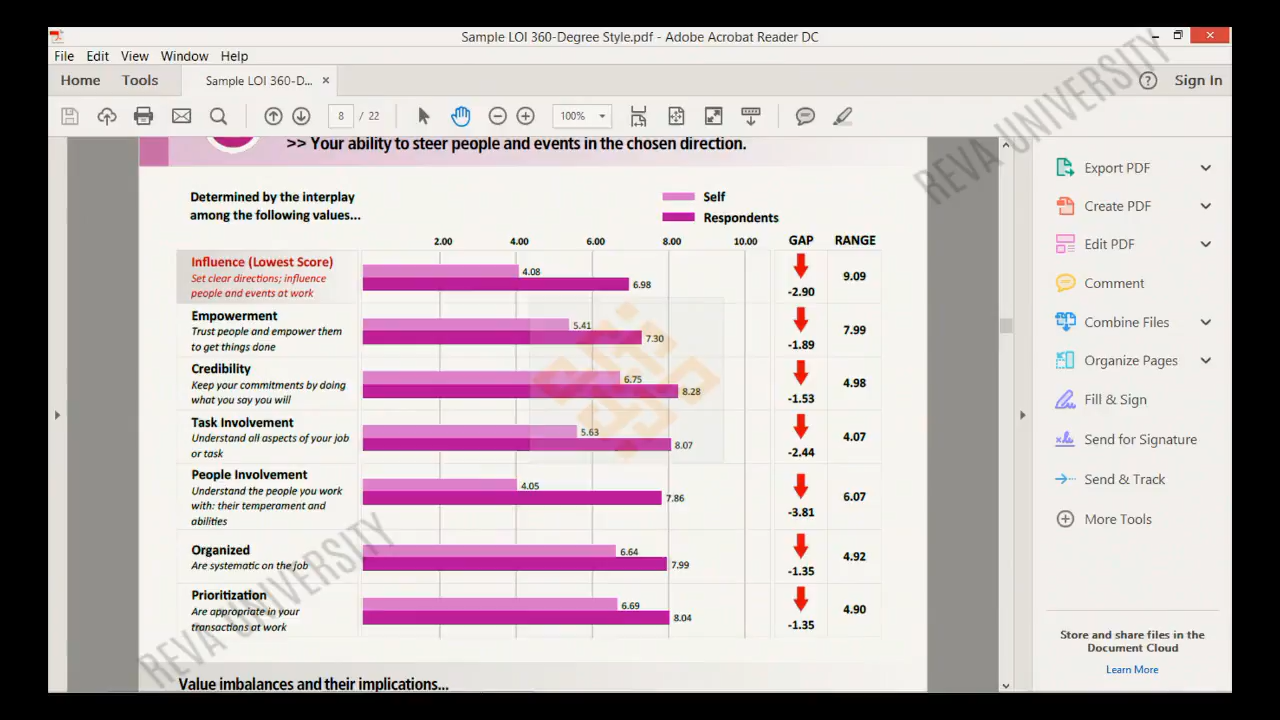 Sample LOI 360-Degree Style.pdf - Adobe Acrobat Reader DC
File Edit View Window Help
Home Tools Sample LOI 360-D... × Sign In
8 / 22 100%
>> Your ability to steer people and events in the chosen direction.
Determined by the interplay
among the following values...
Self
Respondents
2.00 4.00 6.00 8.00 10.00 GAP RANGE
Influence (Lowest Score)
Set clear directions; influence
people and events at work
4.08
6.98
-2.90
9.09
Empowerment
Trust people and empower them
to get things done
5.41
7.30
-1.89
7.99
Credibility
Keep your commitments by doing
what you say you will
6.75
8.28
-1.53
4.98
Task Involvement
Understand all aspects of your job
or task
5.63
8.07
-2.44
4.07
People Involvement
Understand the people you work
with: their temperament and
abilities
4.05
7.86
-3.81
6.07
Organized
Are systematic on the job
6.64
7.99
-1.35
4.92
Prioritization
Are appropriate in your
transactions at work
6.69
8.04
-1.35
4.90
Value imbalances and their implications...
Export PDF
Create PDF
Edit PDF
Comment
Combine Files
Organize Pages
Fill & Sign
Send for Signature
Send & Track
More Tools
Store and share files in the
Document Cloud
Learn More
REVA UNIVERSITY
REVA UNIVERSITY